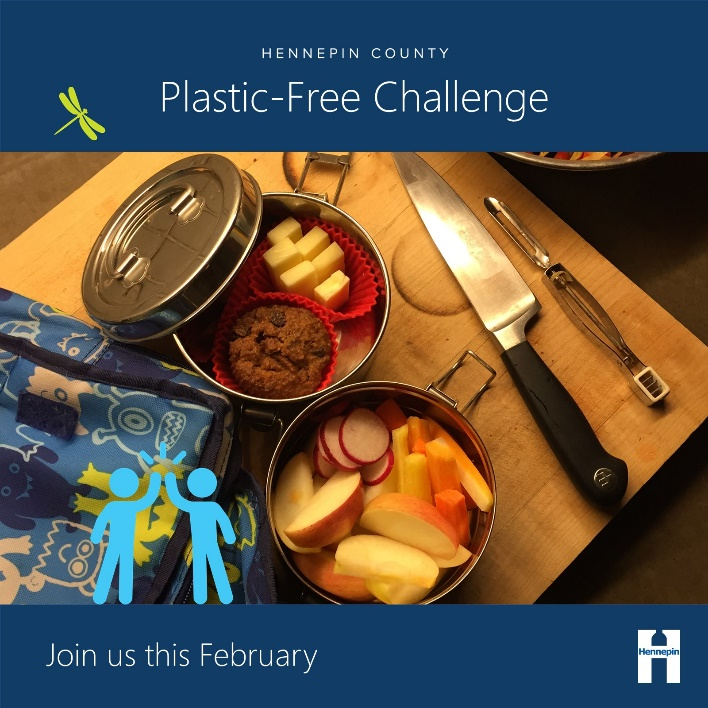 HENNEPIN COUNTY
Plastic-Free Challenge
Join us this February
Hennepin